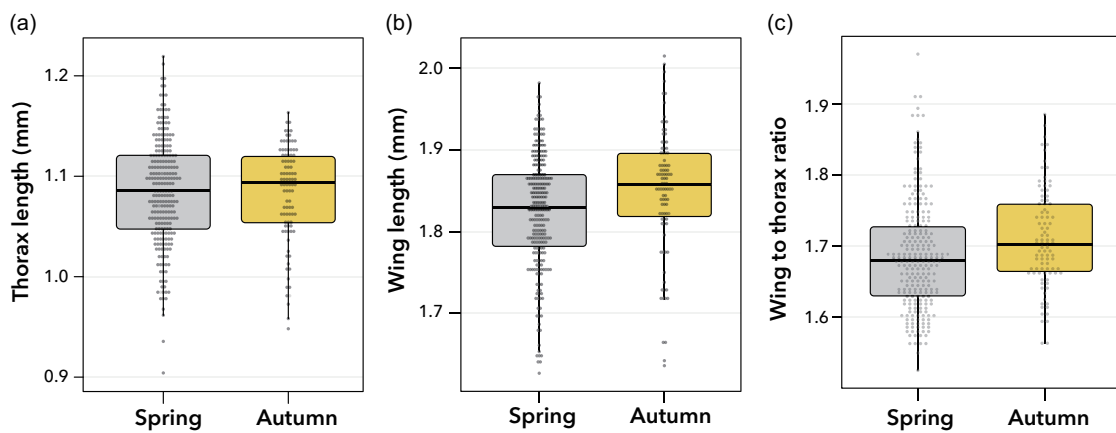 (a)
Thorax length (mm)
1.2
1.1
1.0
0.9
Spring
Autumn
(b)
Wing length (mm)
2.0
1.9
1.8
1.7
Spring
Autumn
(c)
Wing to thorax ratio
1.9
1.8
1.7
1.6
Spring
Autumn